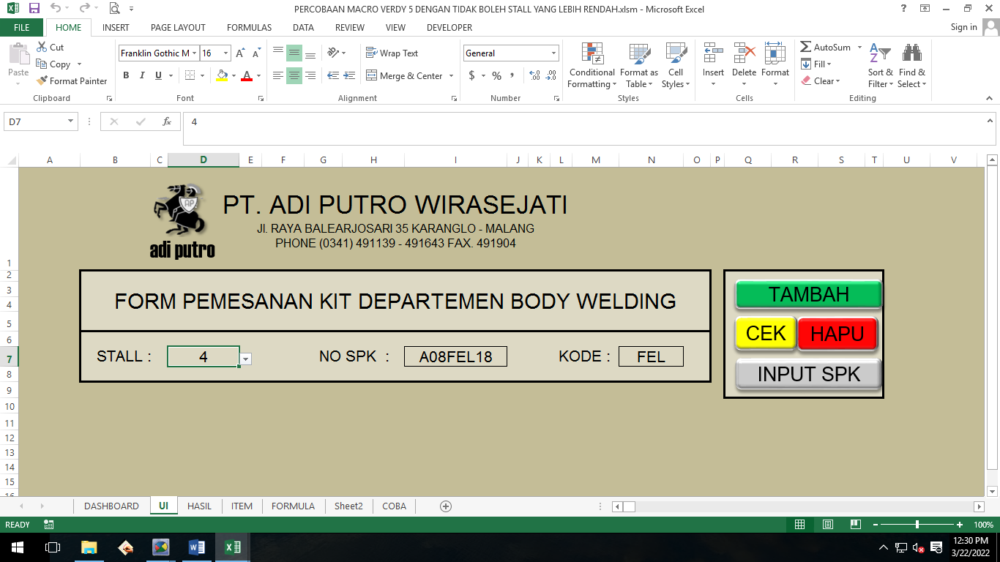 PERCOBAAN MACRO VERDY 5 DENGAN TIDAK BOLEH STALL YANG LEBIH RENDAH.xlsm - Microsoft Excel
FILE HOME INSERT PAGE LAYOUT FORMULAS DATA REVIEW VIEW DEVELOPER Sign in
Paste
Cut
Copy
Format Painter
Clipboard
Franklin Gothic M 16
B I U
Font
Wrap Text
Merge & Center
Alignment
General
$ % ,
Number
Conditional Formatting
Format as Table
Cell Styles
Styles
Insert Delete Format
Cells
AutoSum
Fill
Clear
Sort & Filter
Find & Select
Editing
D7 fx 4
A B C D E F G H I J K L M N O P Q R S T U V
AP
adi putro
PT. ADI PUTRO WIRASEJATI
Jl. RAYA BALEARJOSARI 35 KARANGLO - MALANG
PHONE (0341) 491139 - 491643 FAX. 491904
1
2
3
4
5
6
7
8
9
10
11
12
13
14
15
16
FORM PEMESANAN KIT DEPARTEMEN BODY WELDING
STALL : 4 NO SPK : A08FEL18 KODE : FEL
TAMBAH
CEK HAPU
INPUT SPK
DASHBOARD UI HASIL ITEM FORMULA Sheet2 COBA
READY 100%
12:30 PM
3/22/2022